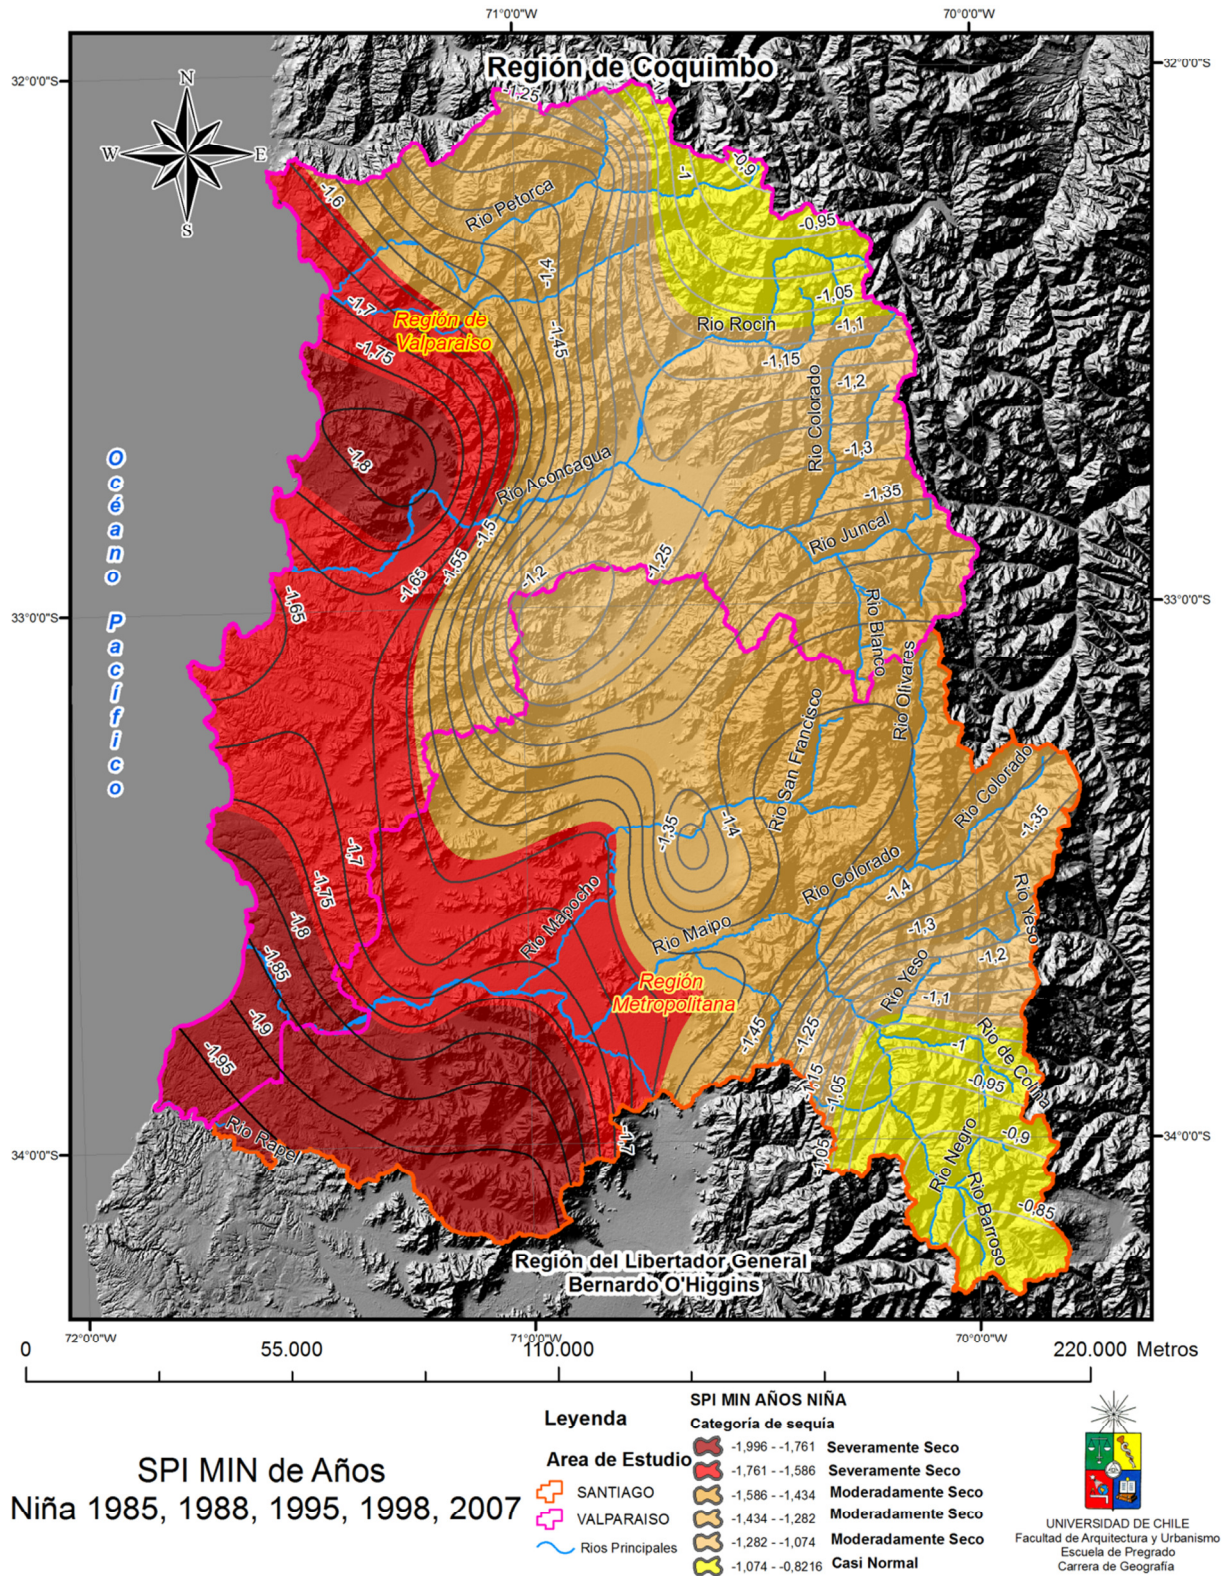 71°0'0"W
70°0'0"W
32°0'0"S
32°0'0"S
Región de Coquimbo
N
W
E
S
-1,25
-0,9
-1
-0,95
-1,6
Rio Petorca
-1,4
-1,05
-1,7
Región de
Valparaiso
Rio Rocin
-1,1
-1,75
-1,45
-1,15
-1,2
Rio Colorado
-1,8
-1,3
Rio Aconcagua
-1,35
-1,5
Rio Juncal
-1,55
-1,25
-1,2
-1,65
-1,65
Océano Pacífico
33°0'0"S
33°0'0"S
Rio Blanco
Rio Olivares
Rio San Francisco
Rio Colorado
-1,35
-1,4
-1,35
-1,7
Rio Colorado
-1,75
-1,4
Rio Mapocho
Rio Yeso
-1,8
Rio Maipo
-1,3
-1,85
-1,2
Región
Metropolitana
Rio Yeso
-1,1
-1,9
-1,45
-1,25
-1
Rio de Colina
-1,95
-1,15
-1,05
-0,95
Rio Rapel
-1,7
-1,05
Rio Negro
-0,9
34°0'0"S
34°0'0"S
Rio Barroso
-0,85
Región del Libertador General
Bernardo O'Higgins
72°0'0"W
71°0'0"W
70°0'0"W
0
55.000
110.000
220.000 Metros
SPI MIN de Años
Niña 1985, 1988, 1995, 1998, 2007
Leyenda
Area de Estudio
SANTIAGO
VALPARAISO
Rios Principales
SPI MIN AÑOS NIÑA
Categoría de sequía
-1,996 - -1,761 Severamente Seco
-1,761 - -1,586 Severamente Seco
-1,586 - -1,434 Moderadamente Seco
-1,434 - -1,282 Moderadamente Seco
-1,282 - -1,074 Moderadamente Seco
-1,074 - -0,8216 Casi Normal
UNIVERSIDAD DE CHILE
Facultad de Arquitectura y Urbanismo
Escuela de Pregrado
Carrera de Geografía